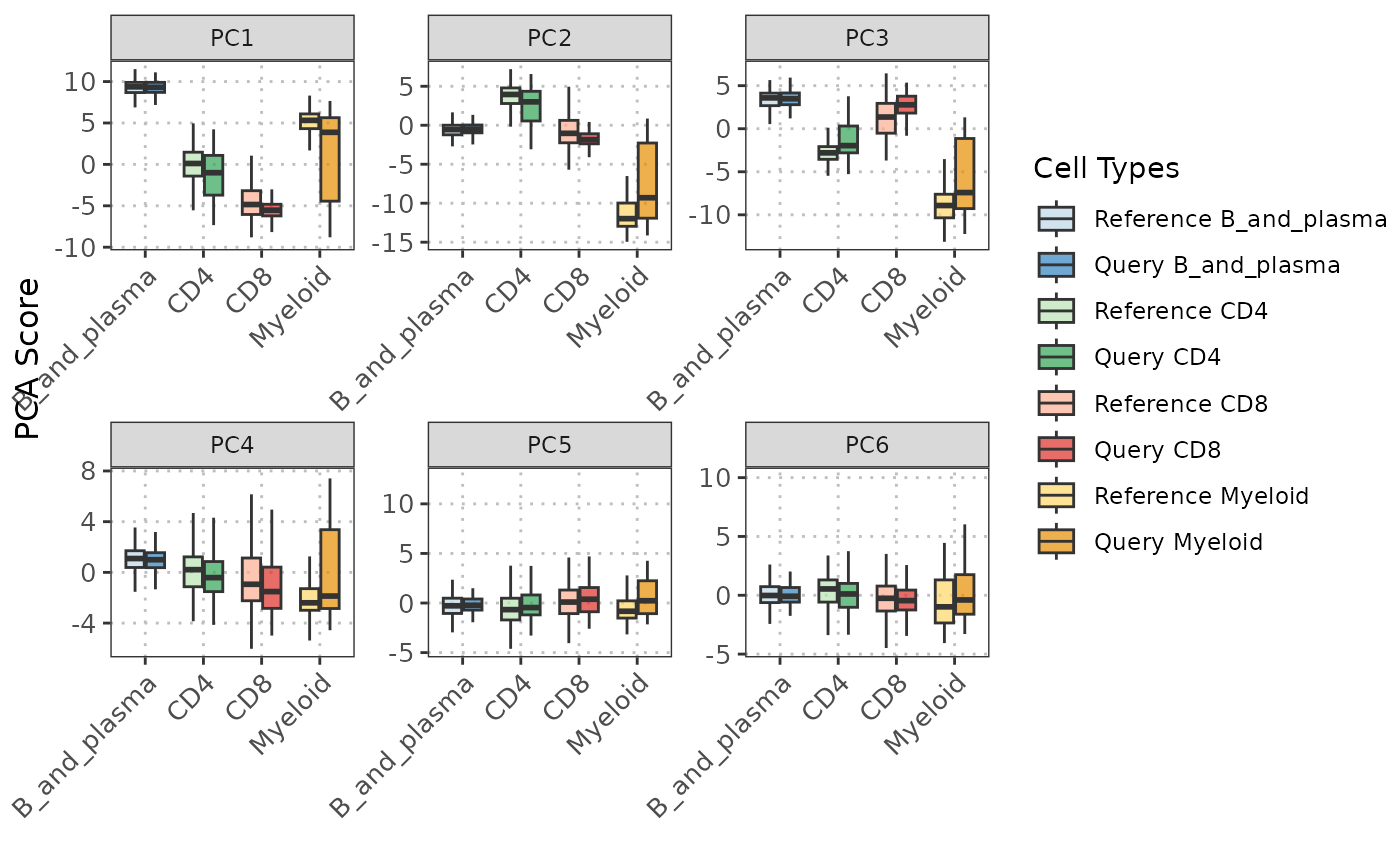 PC1
PC2
PC3
10
5
0
-5
-10
5
0
-5
-10
-15
5
0
-5
-10
B_and_plasma
CD4
CD8
Myeloid
B_and_plasma
CD4
CD8
Myeloid
B_and_plasma
CD4
CD8
Myeloid
PCA Score
PC4
PC5
PC6
8
4
0
-4
10
5
0
-5
10
5
0
-5
B_and_plasma
CD4
CD8
Myeloid
B_and_plasma
CD4
CD8
Myeloid
B_and_plasma
CD4
CD8
Myeloid
Cell Types
Reference B_and_plasma
Query B_and_plasma
Reference CD4
Query CD4
Reference CD8
Query CD8
Reference Myeloid
Query Myeloid